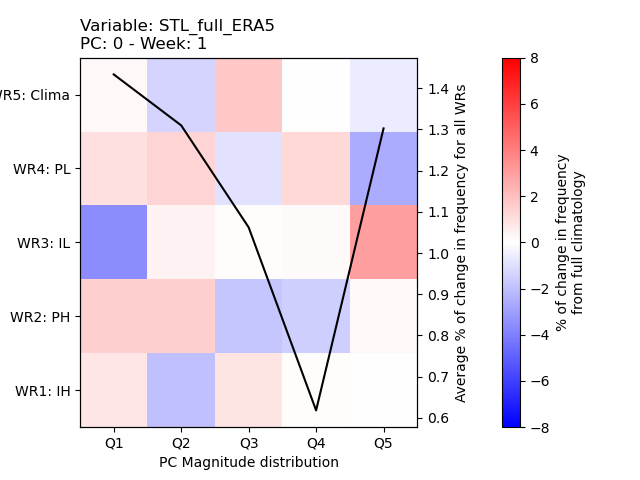 Variable: STL_full_ERA5
PC: 0 - Week: 1
WR5: Clima
WR4: PL
WR3: IL
WR2: PH
WR1: IH
Q1 Q2 Q3 Q4 Q5
PC Magnitude distribution
1.4
1.3
1.2
1.1
1.0
0.9
0.8
0.7
0.6
Average % of change in frequency for all WRs
8
6
4
2
0
−2
−4
−6
−8
% of change in frequency
from full climatology